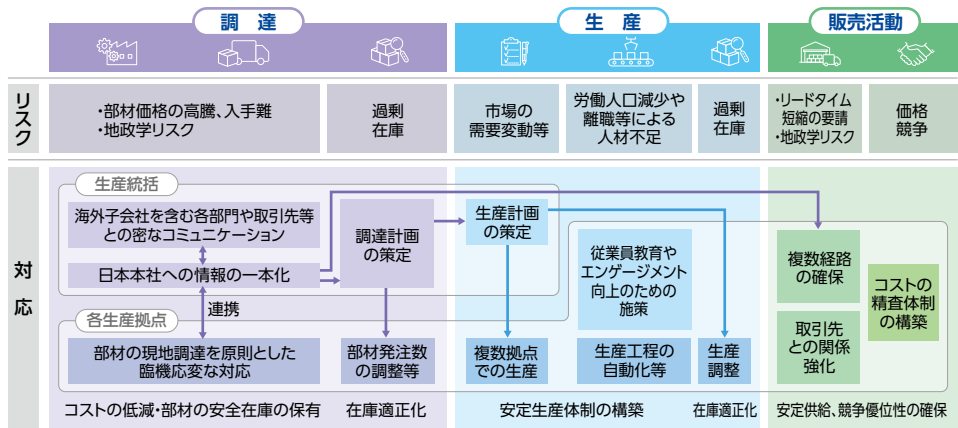 調達
生産
販売活動
リスク
・部材価格の高騰、入手難
・地政学リスク
過剰
在庫
市場の
需要変動等
労働人口減少や
離職等による
人材不足
過剰
在庫
・リードタイム
短縮の要請
・地政学リスク
価格
競争
対応
生産統括
海外子会社を含む各部門や取引先等
との密なコミュニケーション
日本本社への情報の一本化
調達計画
の策定
生産計画
の策定
従業員教育や
エンゲージメント
向上のための
施策
複数経路
の確保
コストの
精査体制
の構築
連携
各生産拠点
部材の現地調達を原則とした
臨機応変な対応
部材発注数
の調整等
複数拠点
での生産
生産工程の
自動化等
生産
調整
取引先
との関係
強化
コストの低減・部材の安全在庫の保有
在庫適正化
安定生産体制の構築
在庫適正化
安定供給、競争優位性の確保